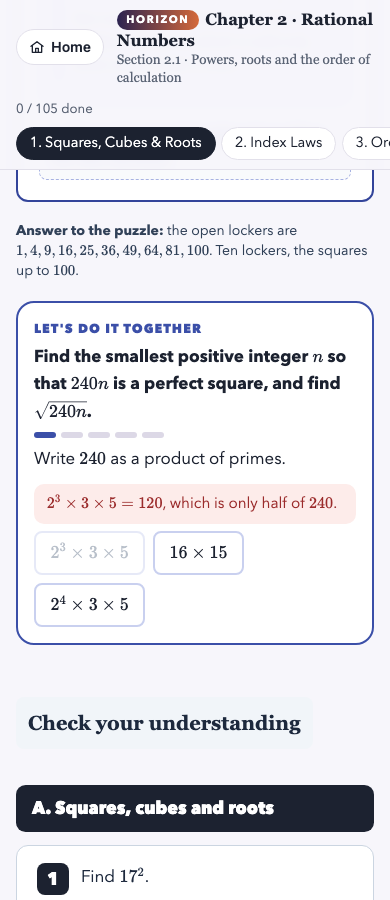 HORIZON Chapter 2 · Rational
Home
Numbers
Section 2.1 · Powers, roots and the order of
calculation
0 / 105 done
1. Squares, Cubes & Roots
2. Index Laws
3. Or
Answer to the puzzle: the open lockers are
1, 4, 9, 16, 25, 36, 49, 64, 81, 100. Ten lockers, the squares
up to 100.
LET'S DO IT TOGETHER
Find the smallest positive integer n so
that 240n is a perfect square, and find
√240n.
Write 240 as a product of primes.
2³ × 3 × 5 = 120, which is only half of 240.
2³ × 3 × 5
16 × 15
2⁴ × 3 × 5
Check your understanding
A. Squares, cubes and roots
1 Find 17².